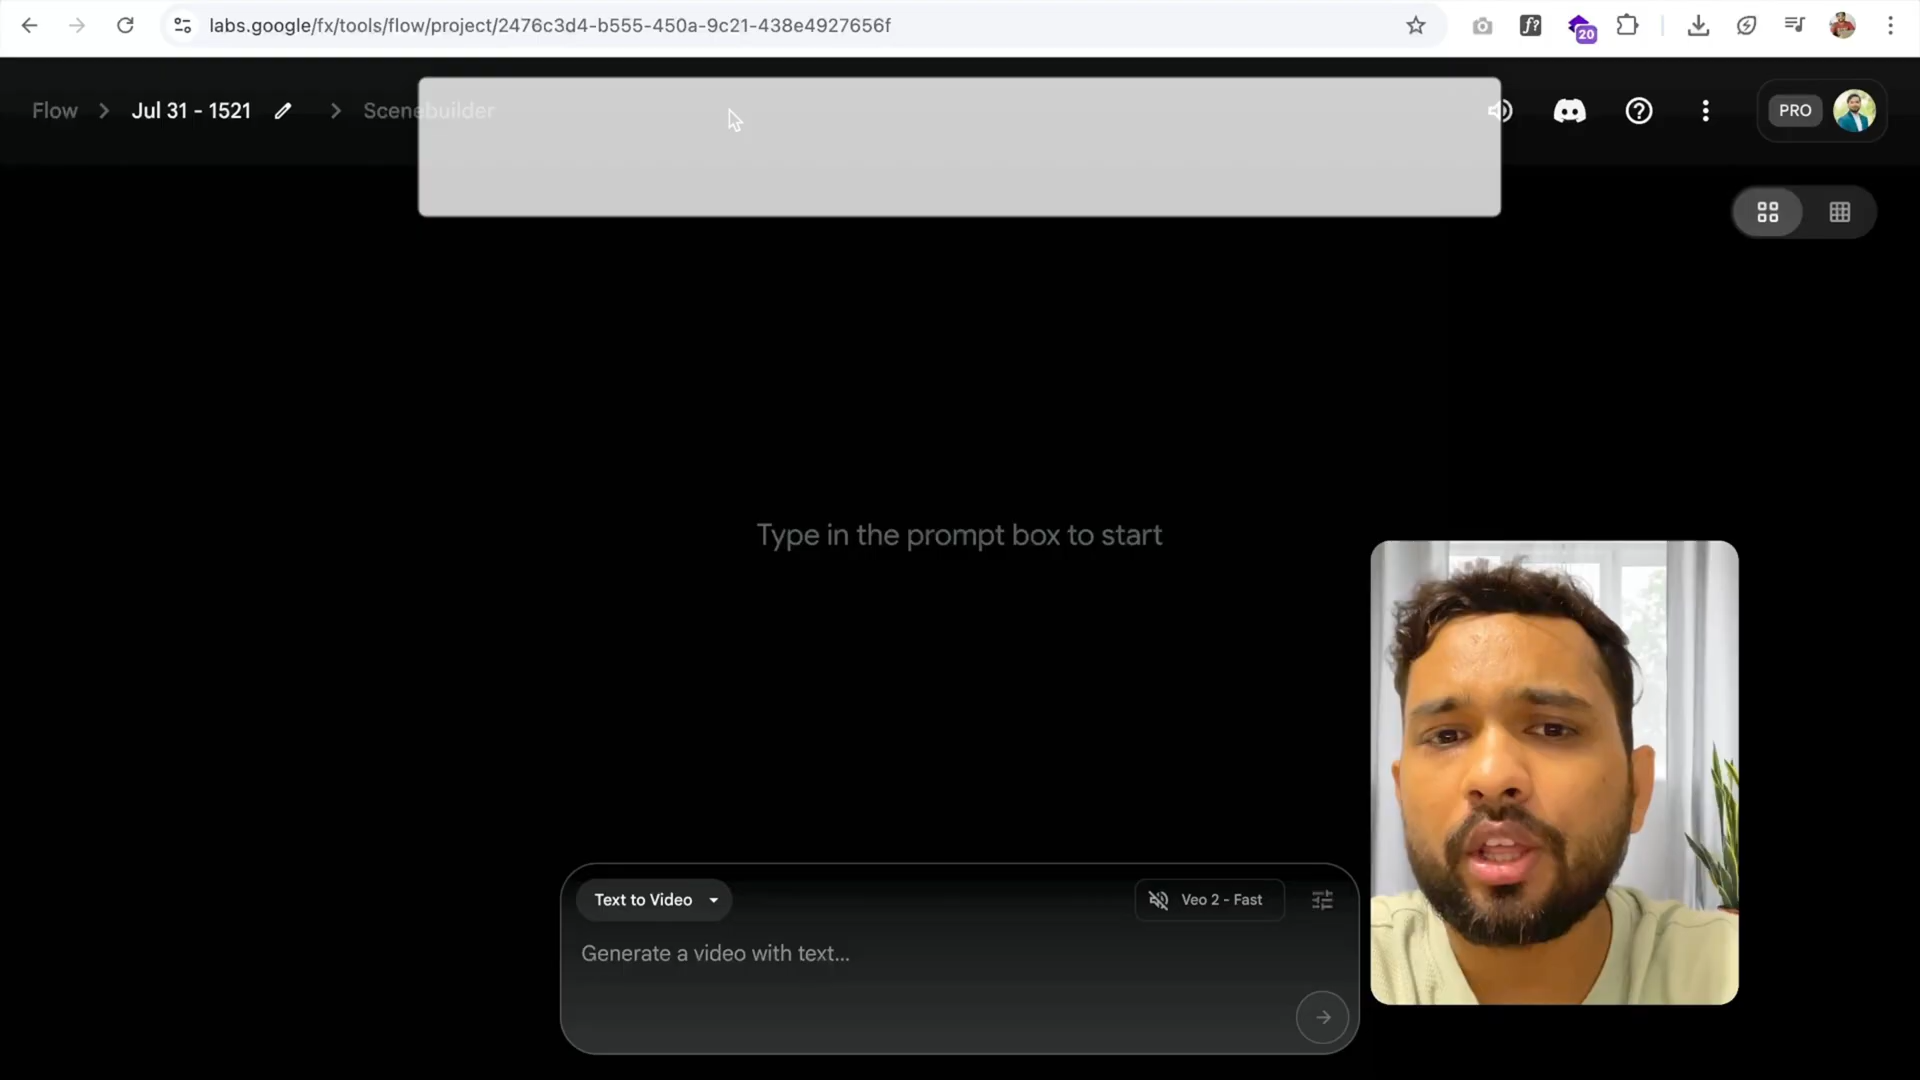 labs.google/fx/tools/flow/project/2476c3d4-b555-450a-9c21-438e4927656f
20
Flow > Jul 31 - 1521 > Scenebuilder
PRO
Type in the prompt box to start
Text to Video
Veo 2 - Fast
Generate a video with text...